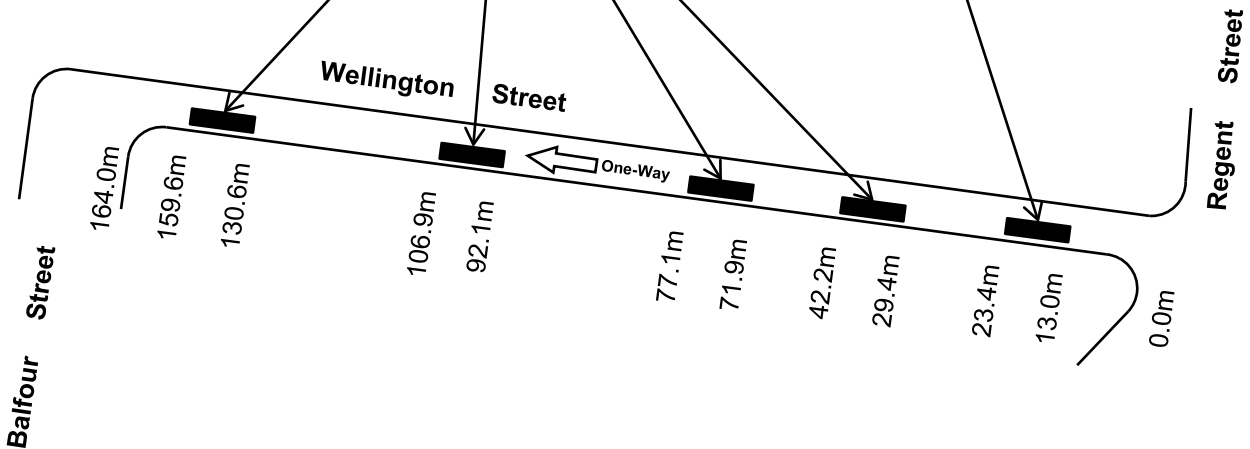 Wellington Street
One-Way
164.0m
159.6m
130.6m
106.9m
92.1m
77.1m
71.9m
42.2m
29.4m
23.4m
13.0m
0.0m
Balfour Street
Regent Street